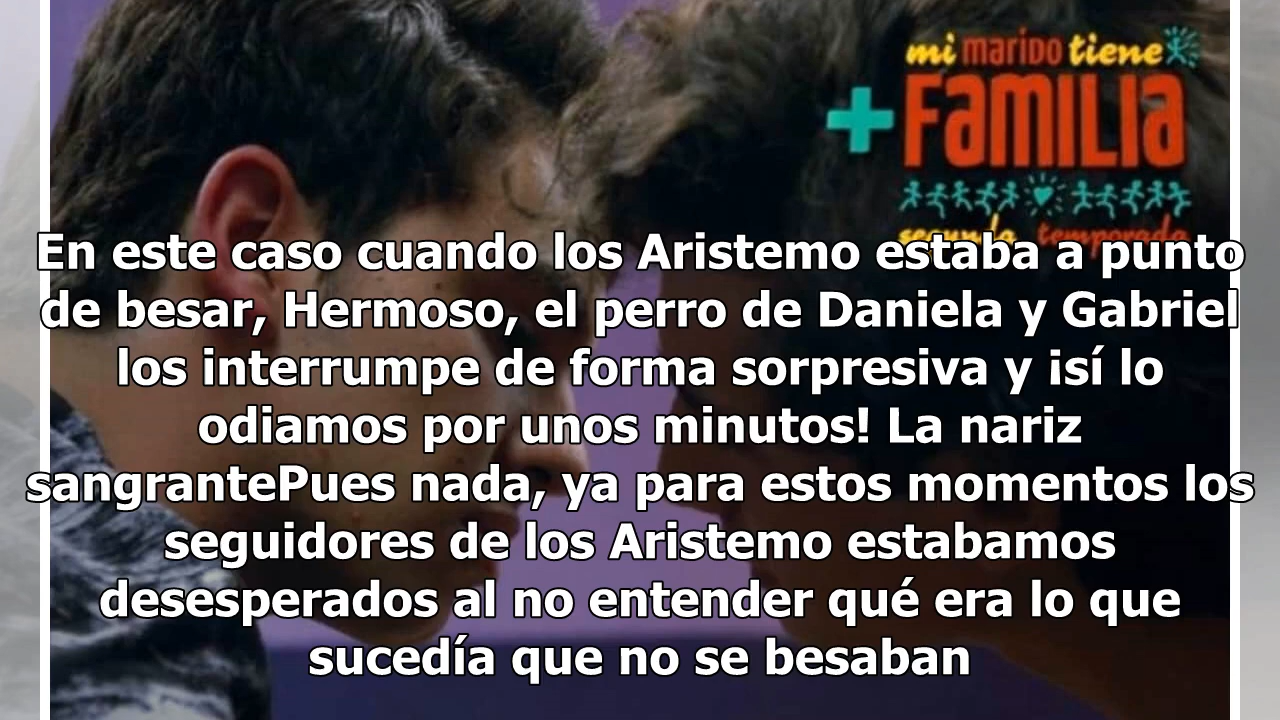 mi marido tiene
+FAMILIA
segunda temporada
En este caso cuando los Aristemo estaba a punto
de besar, Hermoso, el perro de Daniela y Gabriel
los interrumpe de forma sorpresiva y ¡sí lo
odiamos por unos minutos! La nariz
sangrantePues nada, ya para estos momentos los
seguidores de los Aristemo estabamos
desesperados al no entender qué era lo que
sucedía que no se besaban